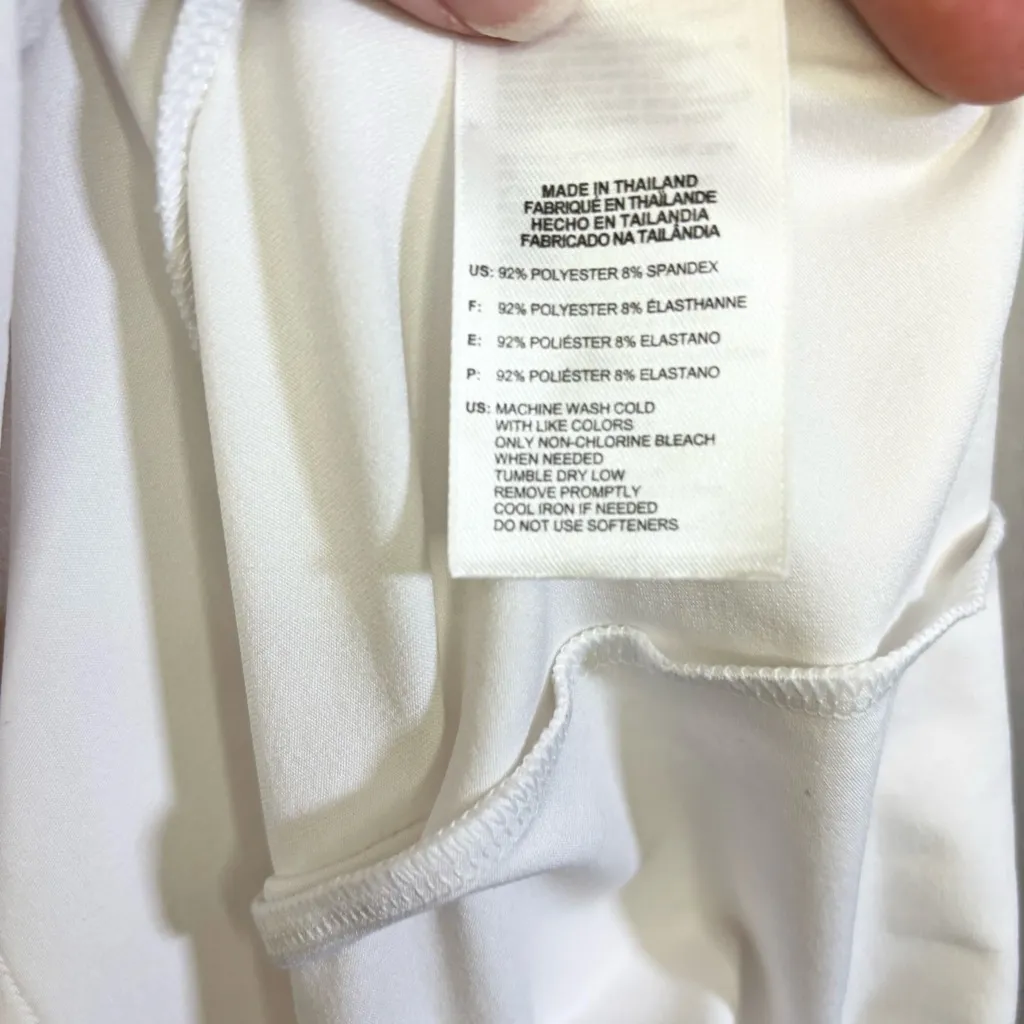 MADE IN THAILAND
FABRIQUÉ EN THAÏLANDE
HECHO EN TAILANDIA
FABRICADO NA TAILÂNDIA
US: 92% POLYESTER 8% SPANDEX
F: 92% POLYESTER 8% ÉLASTHANNE
E: 92% POLIÉSTER 8% ELASTANO
P: 92% POLIÉSTER 8% ELASTANO
US: MACHINE WASH COLD
WITH LIKE COLORS
ONLY NON-CHLORINE BLEACH
WHEN NEEDED
TUMBLE DRY LOW
REMOVE PROMPTLY
COOL IRON IF NEEDED
DO NOT USE SOFTENERS